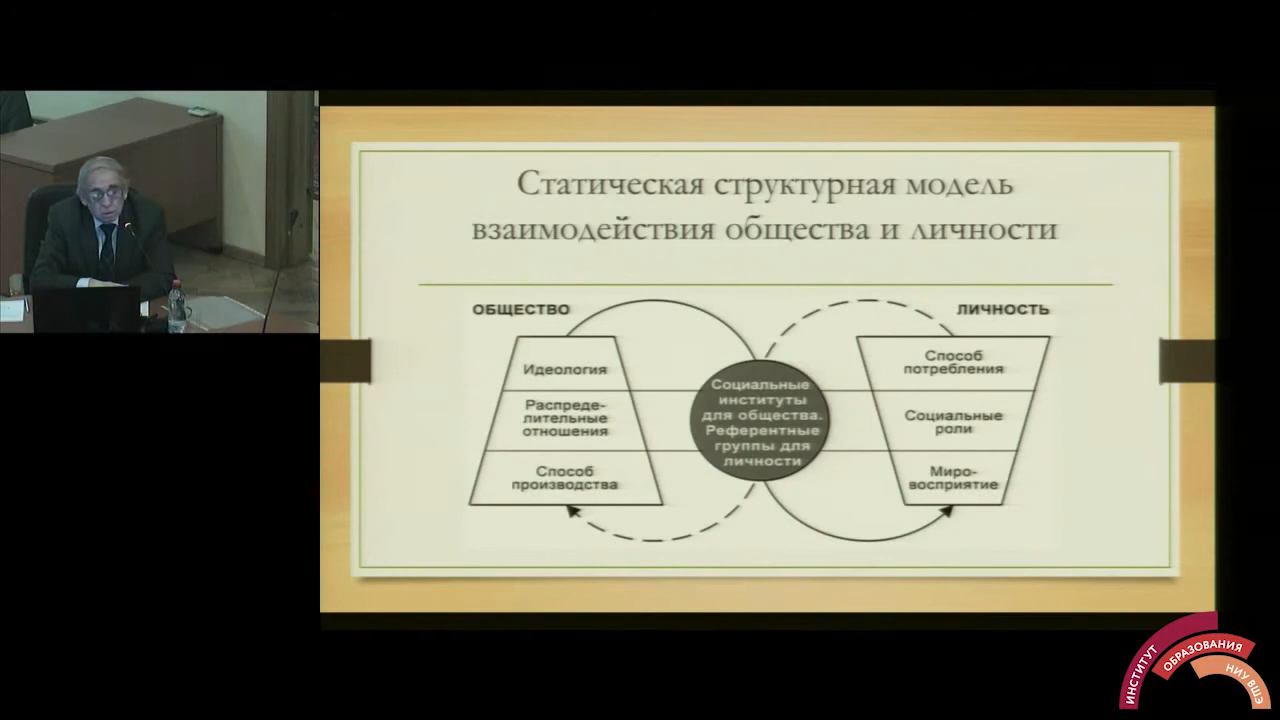 Статическая структурная модель
взаимодействия общества и личности
ОБЩЕСТВО
ЛИЧНОСТЬ
Идеология
Распреде-
лительные
отношения
Способ
производства
Социальные
институты
для общества.
Референтные
группы для
личности
Способ
потребления
Социальные
роли
Миро-
восприятие
ИНСТИТУТ
ОБРАЗОВАНИЯ
НИУ ВШЭ